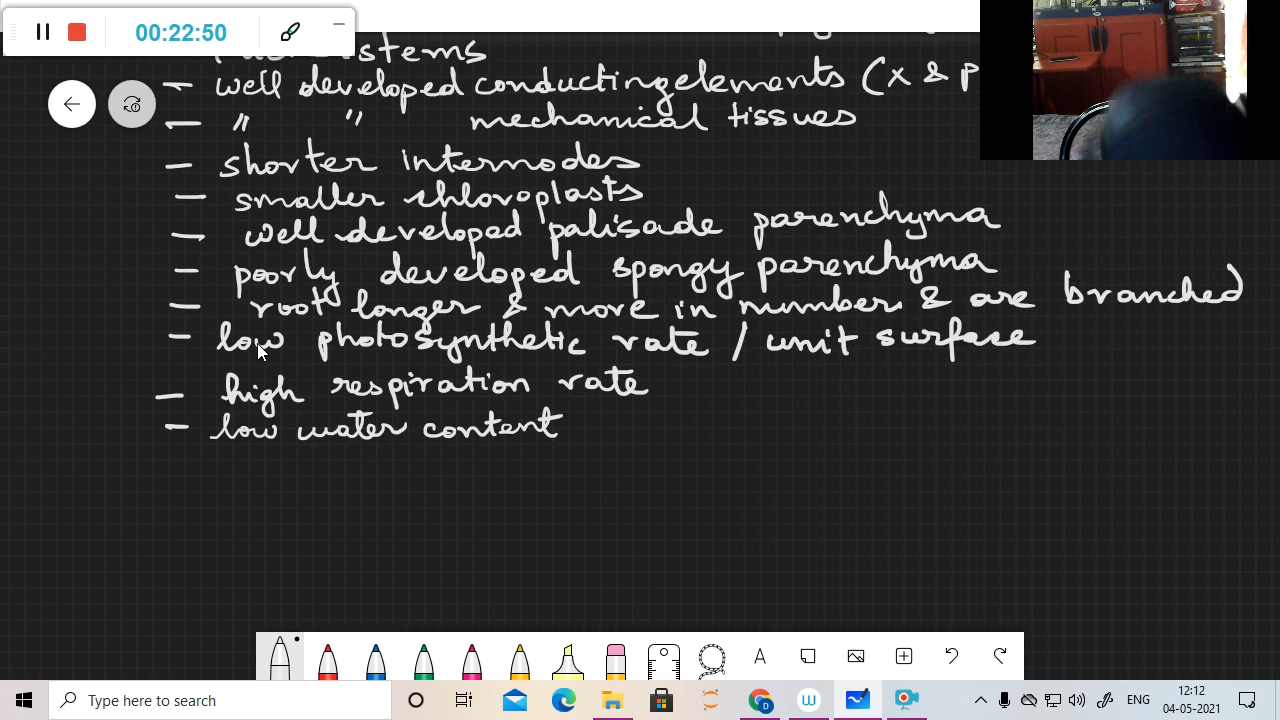 00:22:50
stems
- well developed conducting elements (x & p
- " " mechanical tissues
- shorter internodes
- smaller chloroplasts
- well developed palisade parenchyma
- poorly developed spongy parenchyma
- root longer & more in number & are branched
- low photosynthetic rate / unit surface
- high respiration rate
- low water content
A
Type here to search
ENG
12:12
04-05-2021